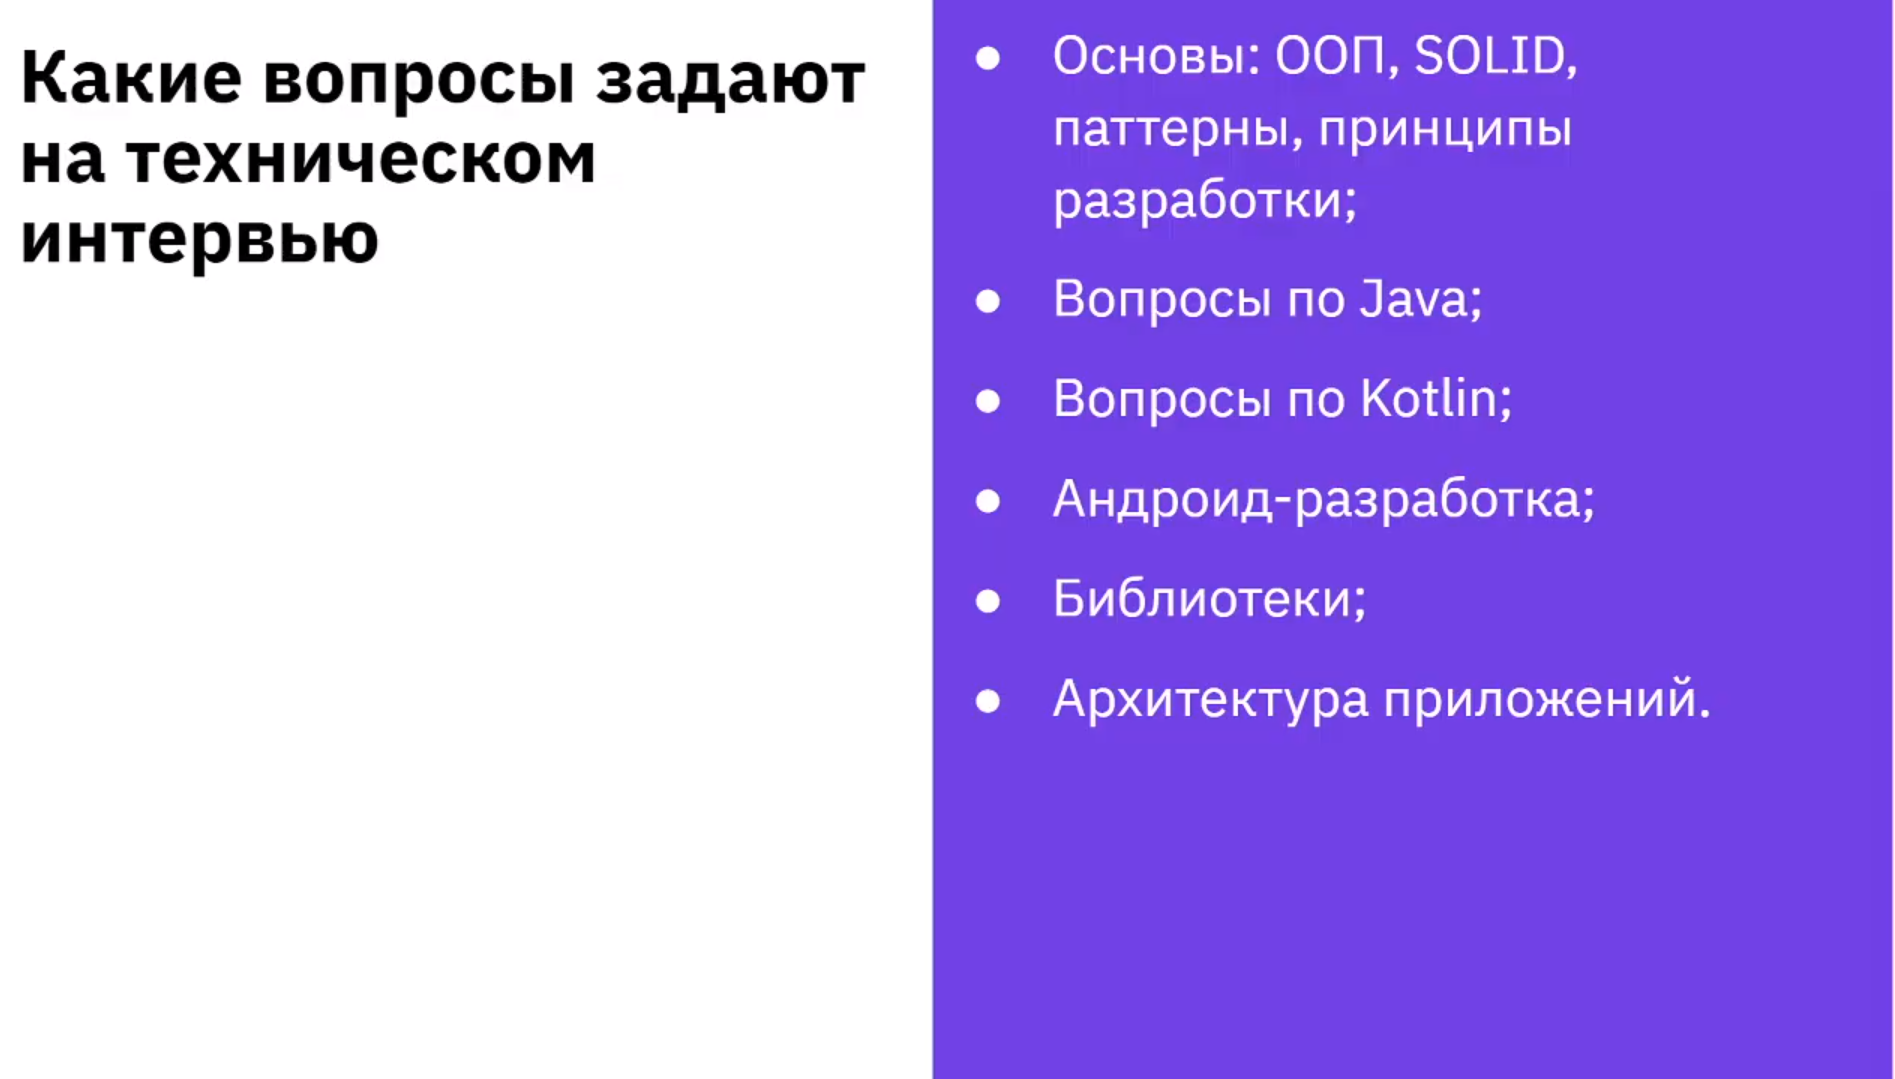 Какие вопросы задают
на техническом
интервью
● Основы: ООП, SOLID,
паттерны, принципы
разработки;
● Вопросы по Java;
● Вопросы по Kotlin;
● Андроид-разработка;
● Библиотеки;
● Архитектура приложений.